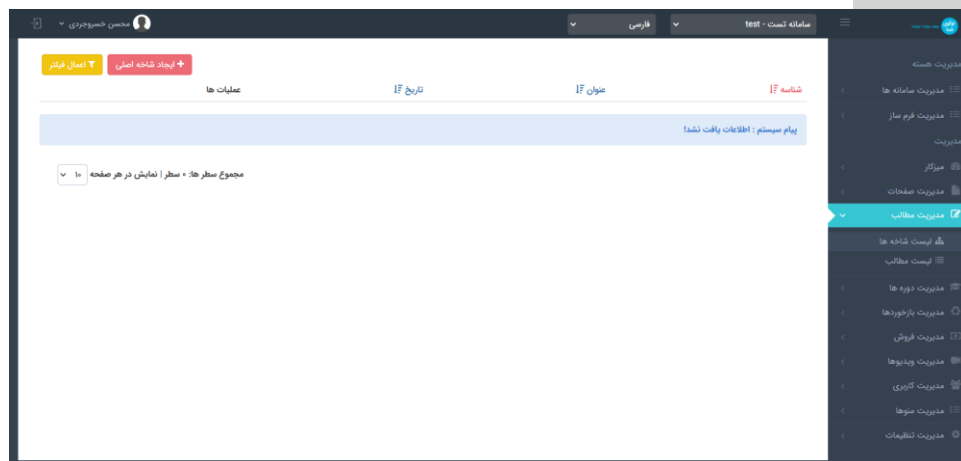 سامانه تست - test
فارسی
محسن خسروجردی
مدیریت هسته
مدیریت سامانه ها
مدیریت فرم ساز
مدیریت
میزکار
مدیریت صفحات
مدیریت مطالب
لیست شاخه ها
لیست مطالب
مدیریت دوره ها
مدیریت بازخوردها
مدیریت فروش
مدیریت ویدیوها
مدیریت کاربری
مدیریت منوها
مدیریت تنظیمات
ایجاد شاخه اصلی
اعمال فیلتر
شناسه عنوان تاریخ عملیات ها
پیام سیستم : اطلاعات یافت نشد!
مجموع سطر ها: ۰ سطر | نمایش در هر صفحه ۱۰